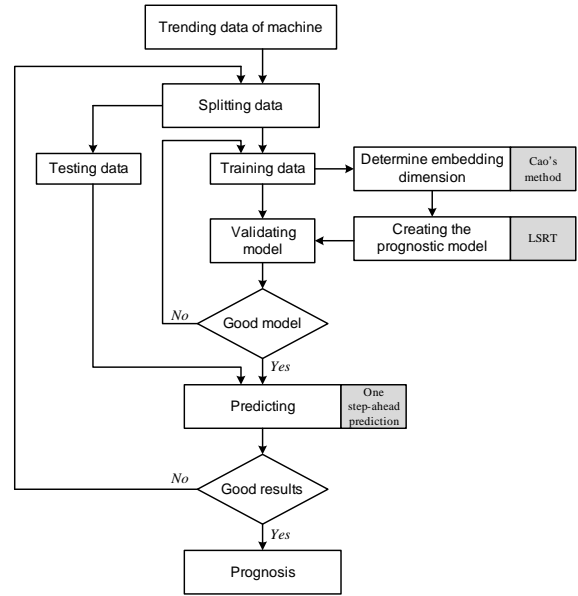 Trending data of machine
Splitting data
Testing data
Training data
Determine embedding
dimension
Cao's
method
Validating
model
Creating the
prognostic model
LSRT
No
Good model
Yes
Predicting
One
step-ahead
prediction
No
Good results
Yes
Prognosis